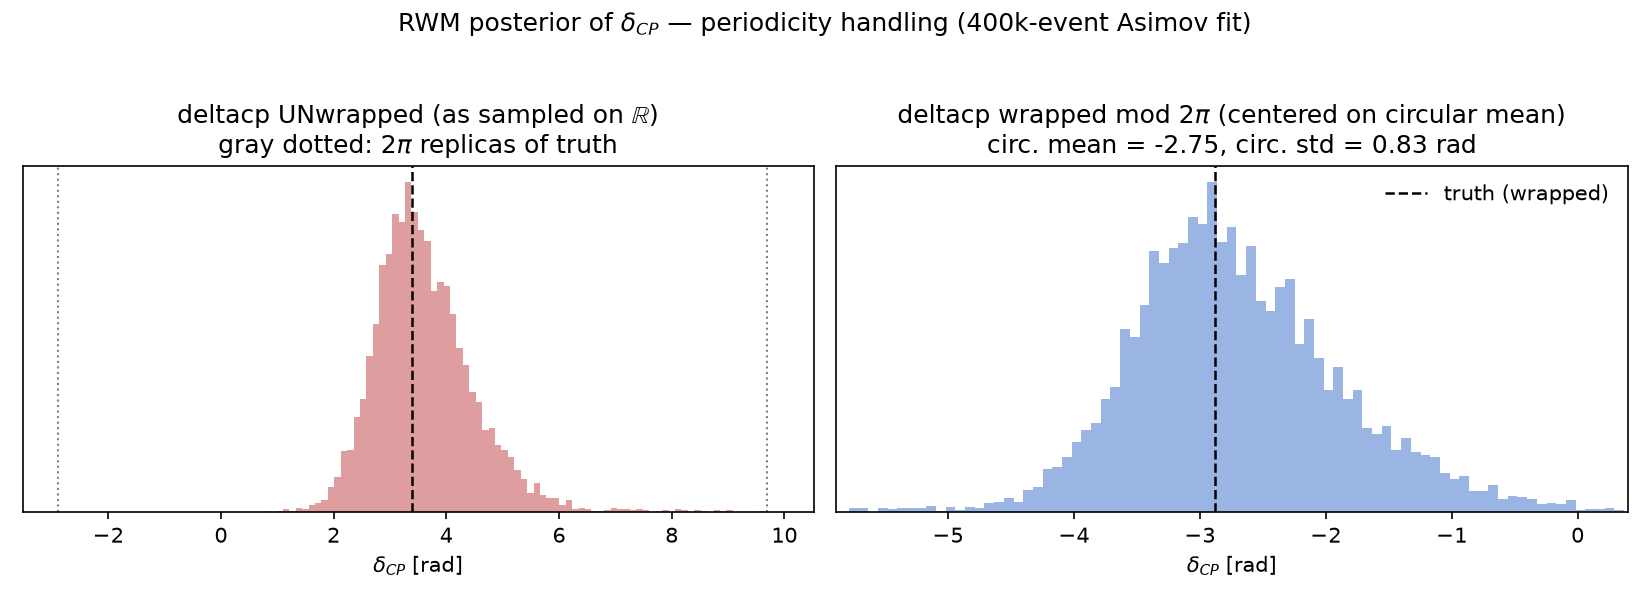 RWM posterior of δ_CP — periodicity handling (400k-event Asimov fit)
deltacp UNwrapped (as sampled on ℝ)
gray dotted: 2π replicas of truth
−2 0 2 4 6 8 10
δ_CP [rad]
deltacp wrapped mod 2π (centered on circular mean)
circ. mean = -2.75, circ. std = 0.83 rad
truth (wrapped)
−5 −4 −3 −2 −1 0
δ_CP [rad]